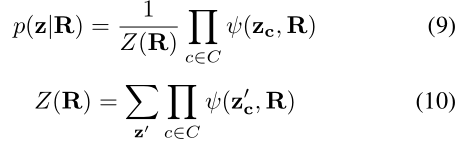 p(z|R) = 1/Z(R) ∏_{c∈C} ψ(z_c, R) (9)
Z(R) = ∑_{z′} ∏_{c∈C} ψ(z′_c, R) (10)